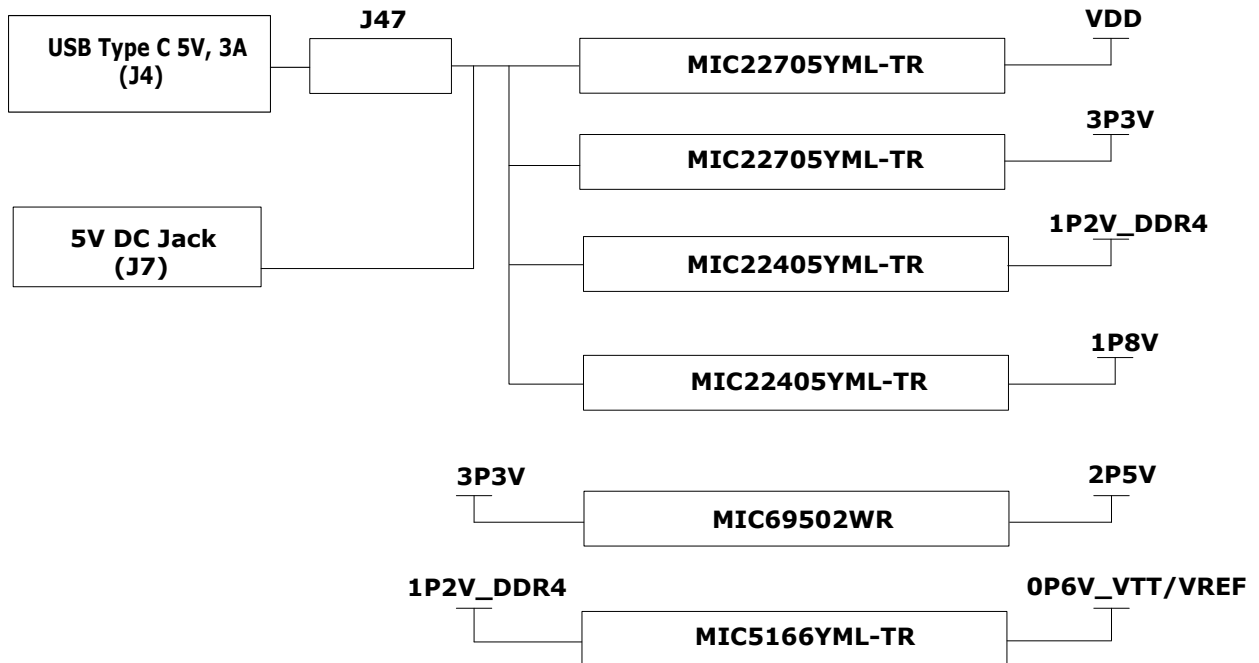 USB Type C 5V, 3A
(J4)
J47
MIC22705YML-TR
VDD
MIC22705YML-TR
3P3V
5V DC Jack
(J7)
MIC22405YML-TR
1P2V_DDR4
MIC22405YML-TR
1P8V
3P3V
MIC69502WR
2P5V
1P2V_DDR4
MIC5166YML-TR
0P6V_VTT/VREF